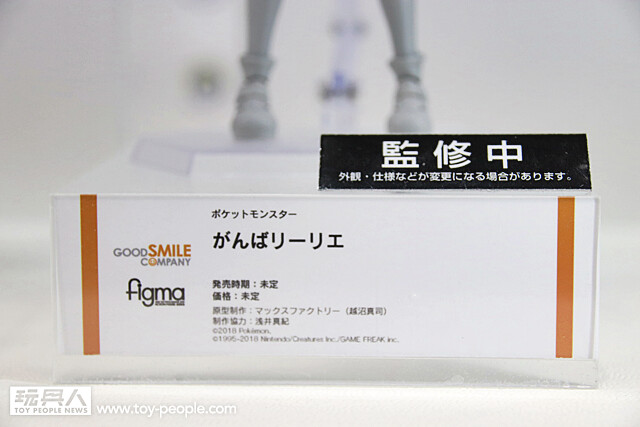 監修中
外観・仕様などが変更になる場合があります。
ポケットモンスター
がんばリーリエ
GOODSMILE
COMPANY
figma
発売時期：未定
価格：未定
原型制作：マックスファクトリー（越沼真司）
制作協力：浅井真紀
©2018 Pokémon.
©1995-2018 Nintendo/Creatures Inc./GAME FREAK inc.
玩具人
TOY PEOPLE NEWS
www.toy-people.com